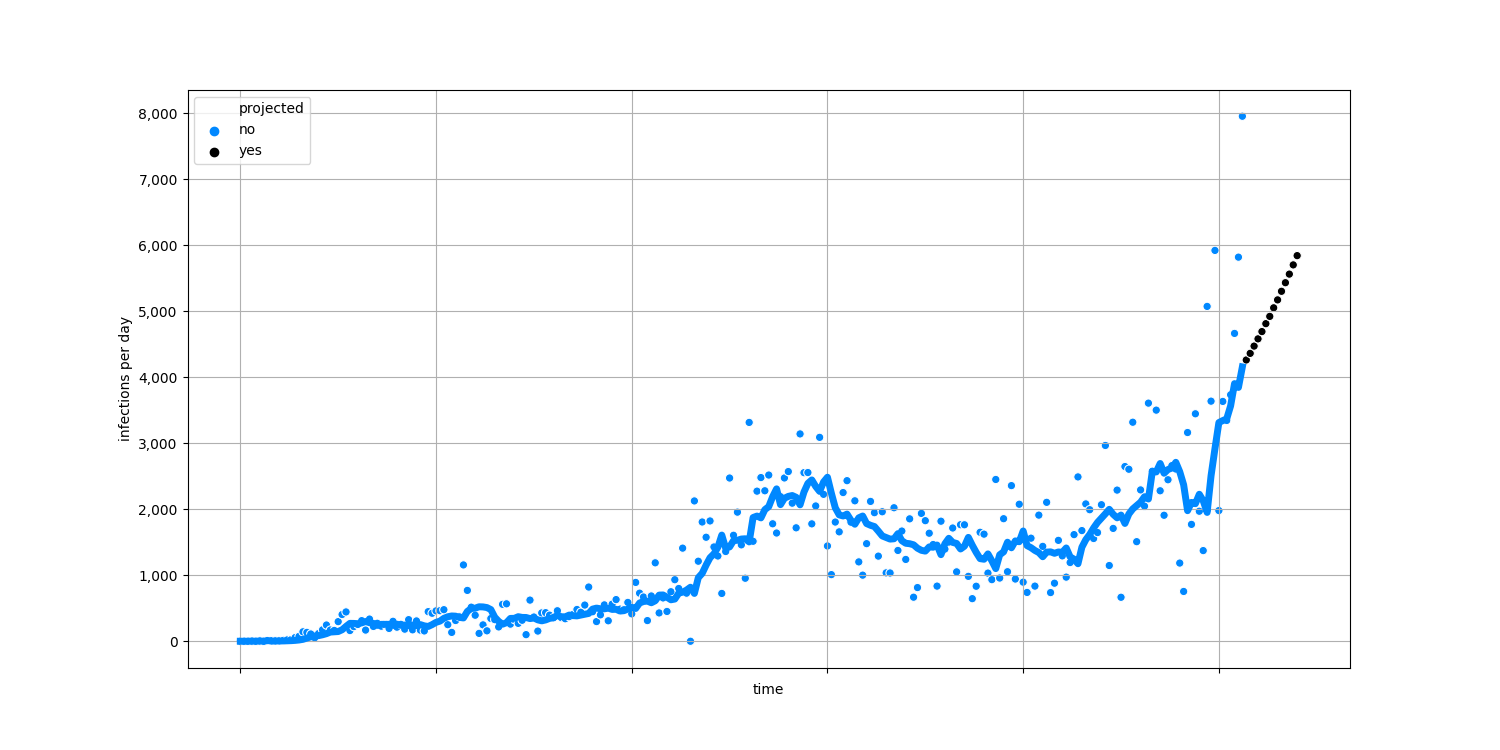 projected
no
yes
8,000
7,000
6,000
5,000
4,000
3,000
2,000
1,000
0
infections per day
time